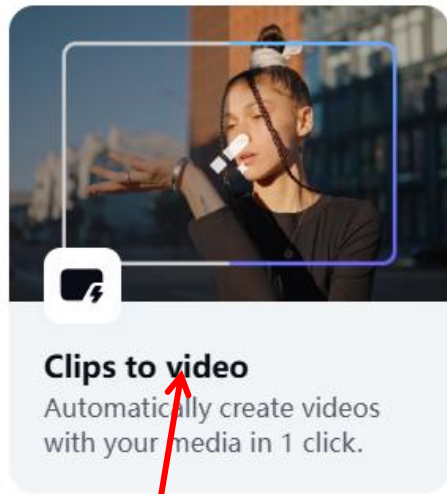 Clips to video
Automatically create videos
with your media in 1 click.